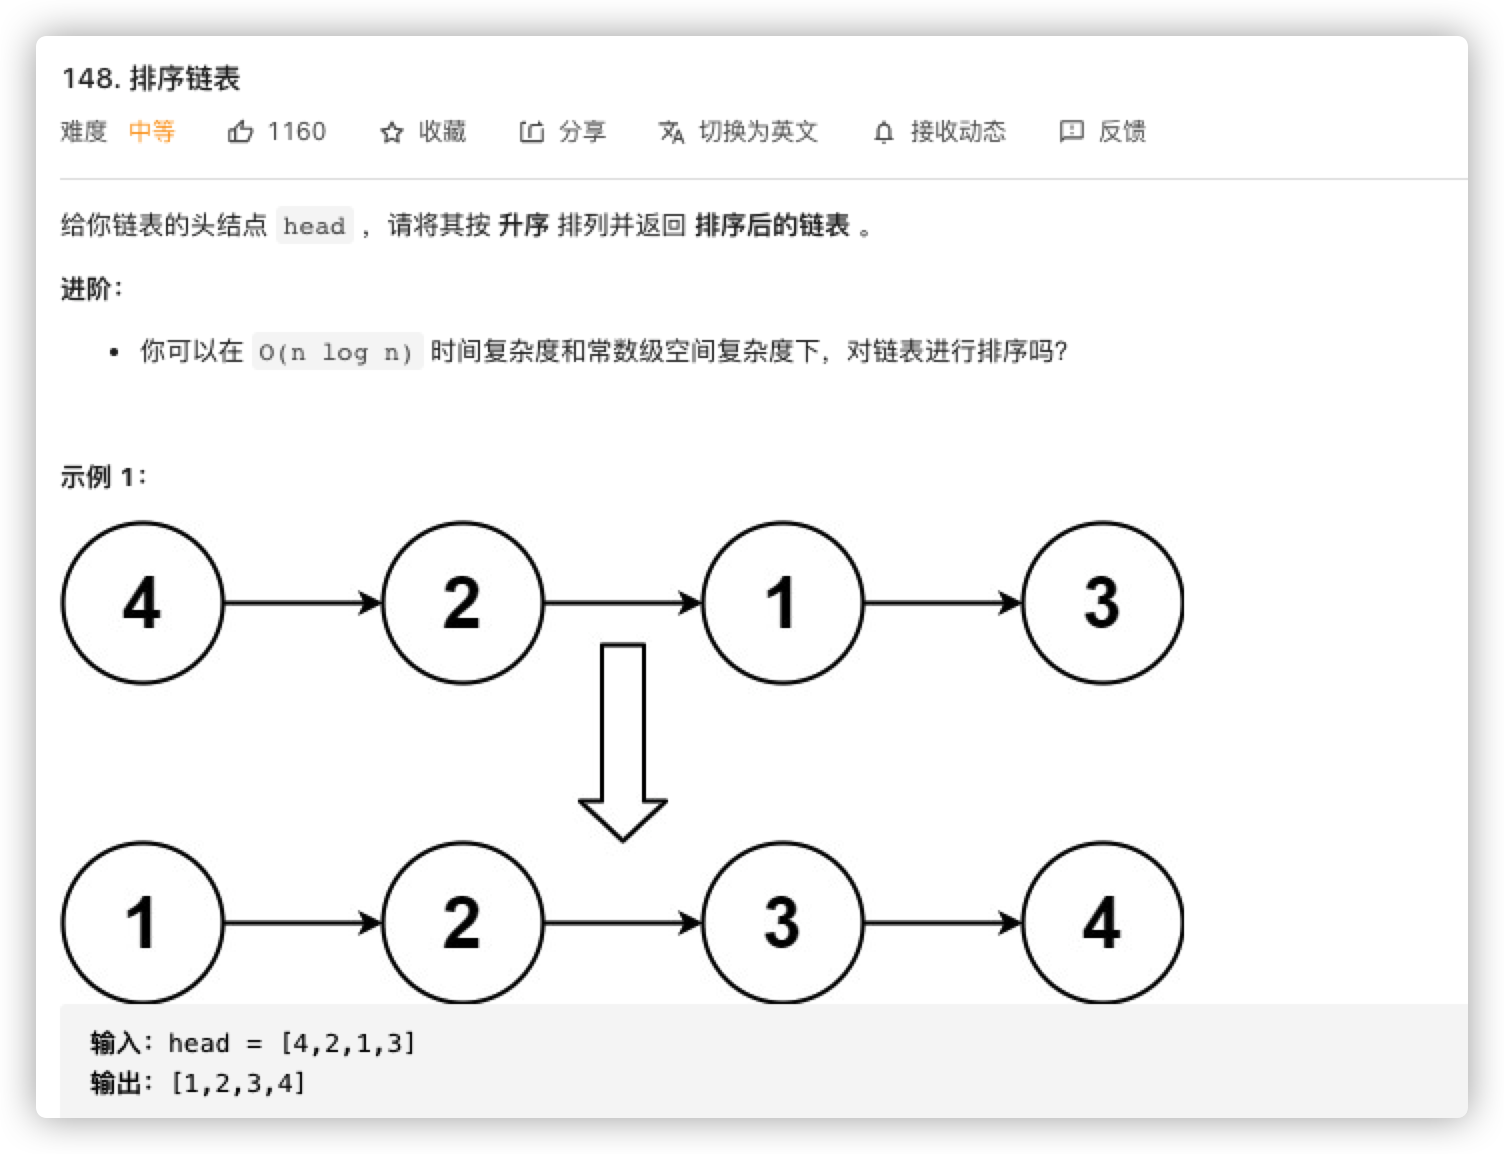 148. 排序链表
难度 中等 1160 收藏 分享 切换为英文 接收动态 反馈
给你链表的头结点 head ，请将其按 升序 排列并返回 排序后的链表 。
进阶：
• 你可以在 O(n log n) 时间复杂度和常数级空间复杂度下，对链表进行排序吗？
示例 1：
4 2 1 3
1 2 3 4
输入：head = [4,2,1,3]
输出：[1,2,3,4]